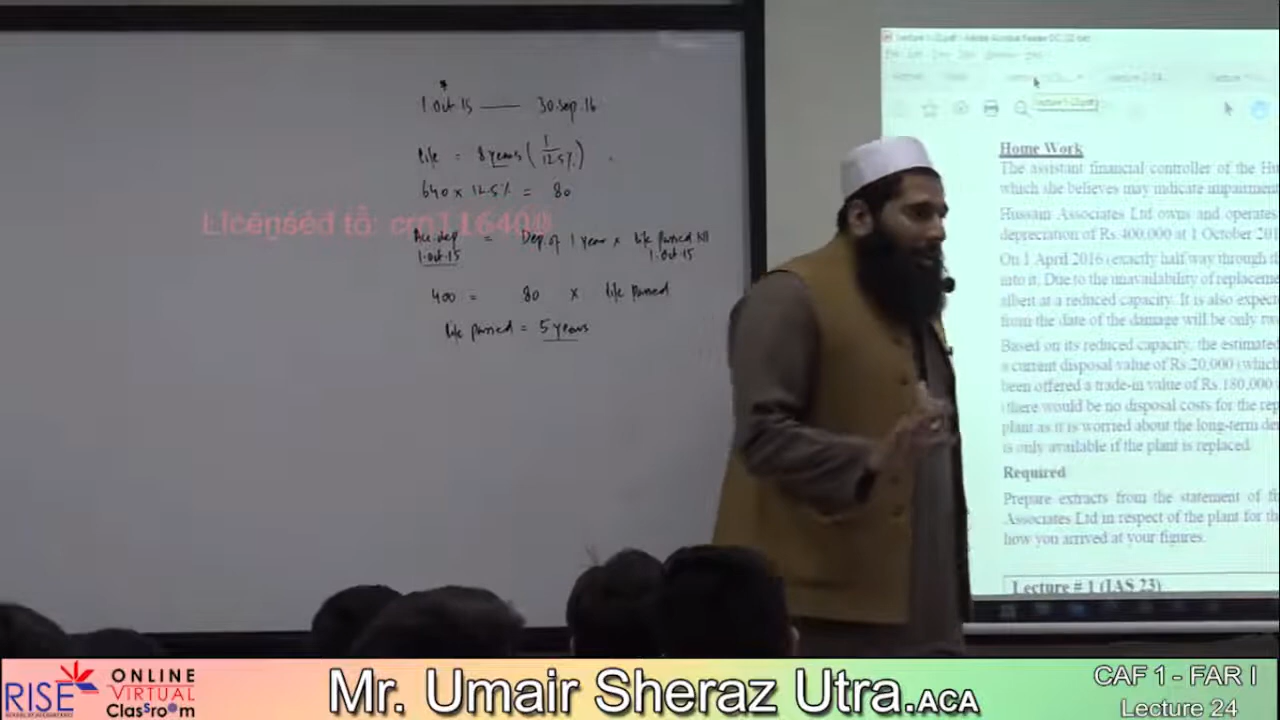 1.Oct.15 —— 30.Sep.16
Life = 8 years ( 1/12.5% )
640 x 12.5% = 80
Licensed to:
Acc.dep = Dep. of 1 year x life passed till
1.Oct.15 1.Oct.15
400 = 80 x life passed
life passed = 5 years
Home Work
The assistant financial controller of the Hu
which she believes may indicate impairmen
Hussain Associates Ltd owns and operates
depreciation of Rs.400,000 at 1 October 201
On 1 April 2016 (exactly half way through th
into it. Due to the unavailability of replaceme
albeit at a reduced capacity. It is also expect
from the date of the damage will be only tw
Based on its reduced capacity, the estimated
a current disposal value of Rs.20,000 (which
been offered a trade-in value of Rs.180,000
(there would be no disposal costs for the rep
plant as it is worried about the long-term de
is only available if the plant is replaced.
Required
Prepare extracts from the statement of fi
Associates Ltd in respect of the plant for th
how you arrived at your figures.
Lecture # 1 (IAS 23)
RISE
SCHOOL OF ACCOUNTANCY
ONLINE
VIRTUAL
Classroom
Mr. Umair Sheraz Utra.ACA
CAF 1 - FAR I
Lecture 24